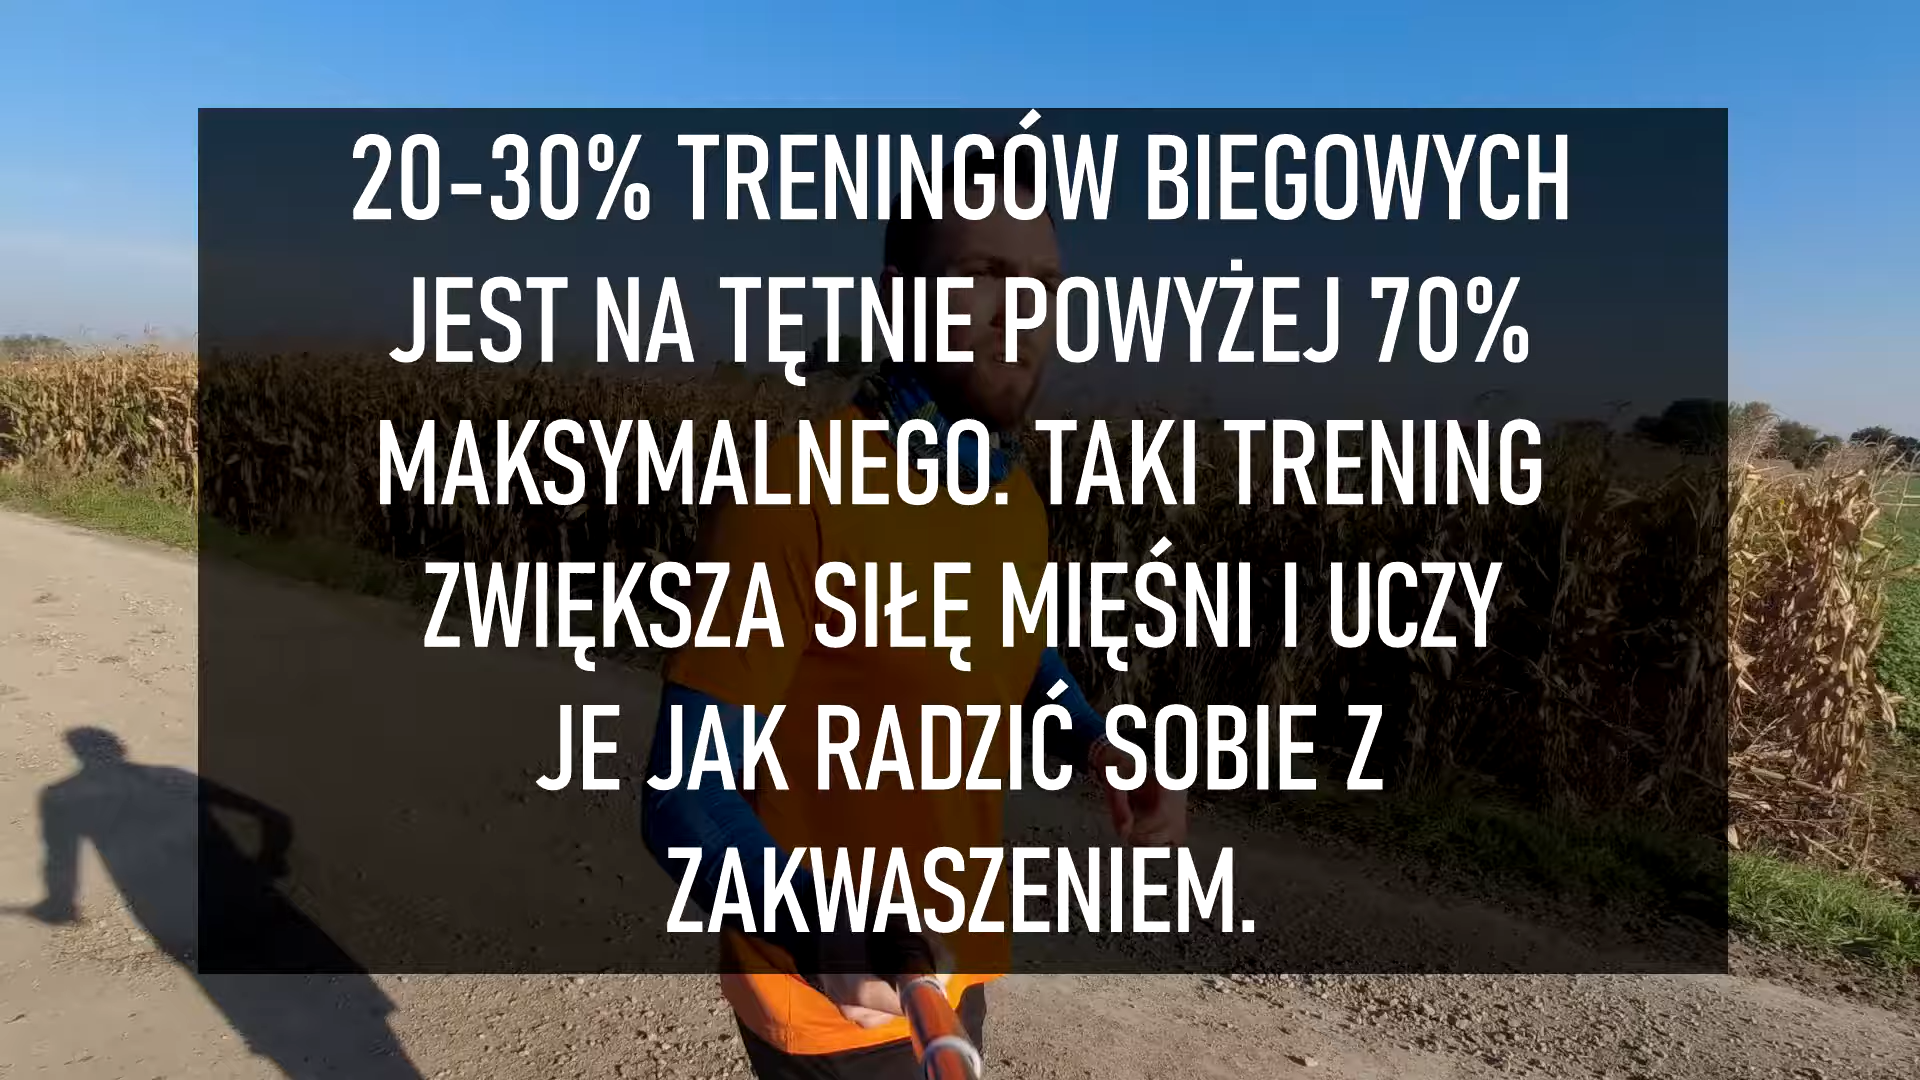 20-30% TRENINGÓW BIEGOWYCH
JEST NA TĘTNIE POWYŻEJ 70%
MAKSYMALNEGO. TAKI TRENING
ZWIĘKSZA SIŁĘ MIĘŚNI I UCZY
JE JAK RADZIĆ SOBIE Z
ZAKWASZENIEM.